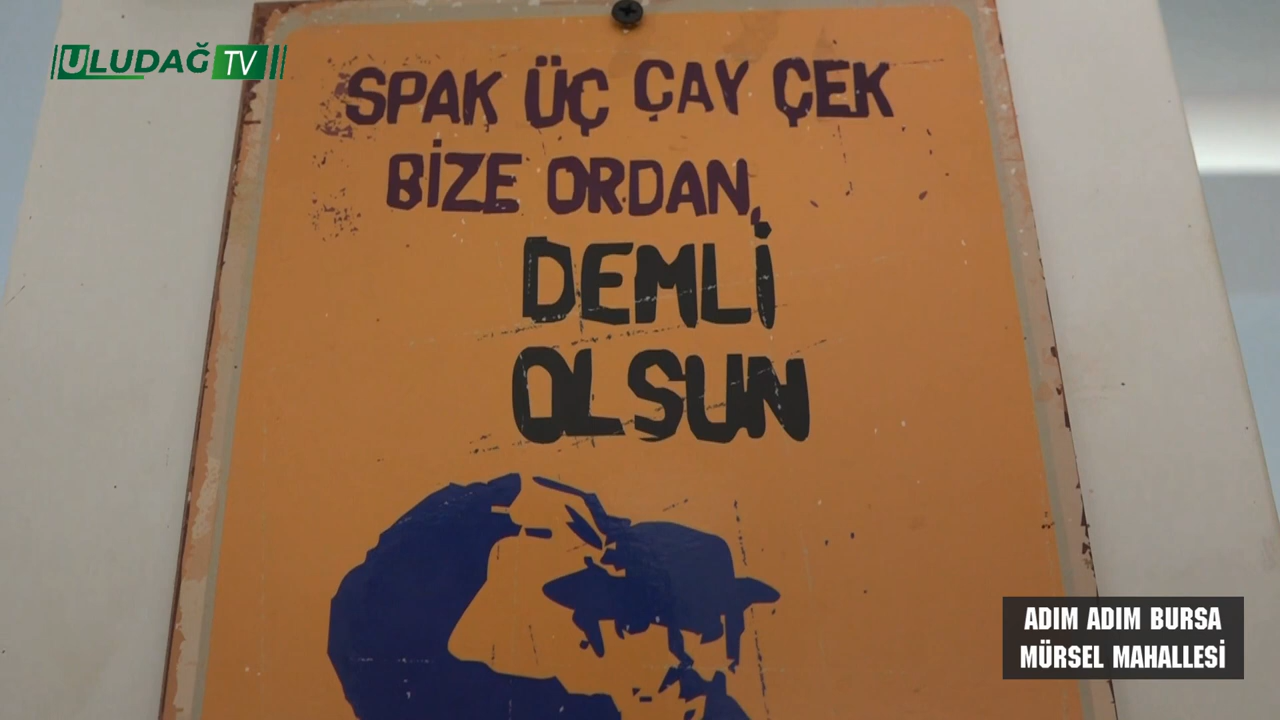 ULUDAĞ TV
SPAK ÜÇ ÇAY ÇEK
BİZE ORDAN,
DEMLİ
OLSUN
ADIM ADIM BURSA
MÜRSEL MAHALLESİ